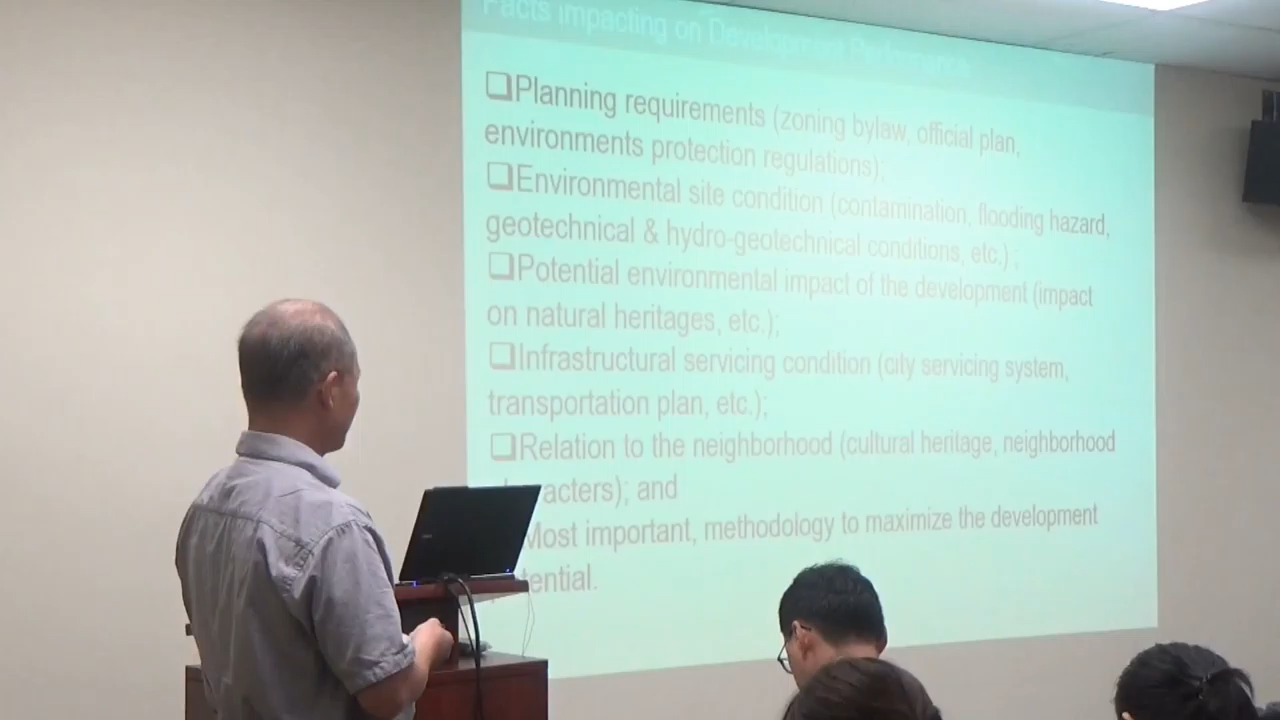 Facts impacting on Development Performance
❑Planning requirements (zoning bylaw, official plan,
environments protection regulations);
❑Environmental site condition (contamination, flooding hazard,
geotechnical & hydro-geotechnical conditions, etc.) ;
❑Potential environmental impact of the development (impact
on natural heritages, etc.);
❑Infrastructural servicing condition (city servicing system,
transportation plan, etc.);
❑Relation to the neighborhood (cultural heritage, neighborhood
acters); and
Most important, methodology to maximize the development
tential.